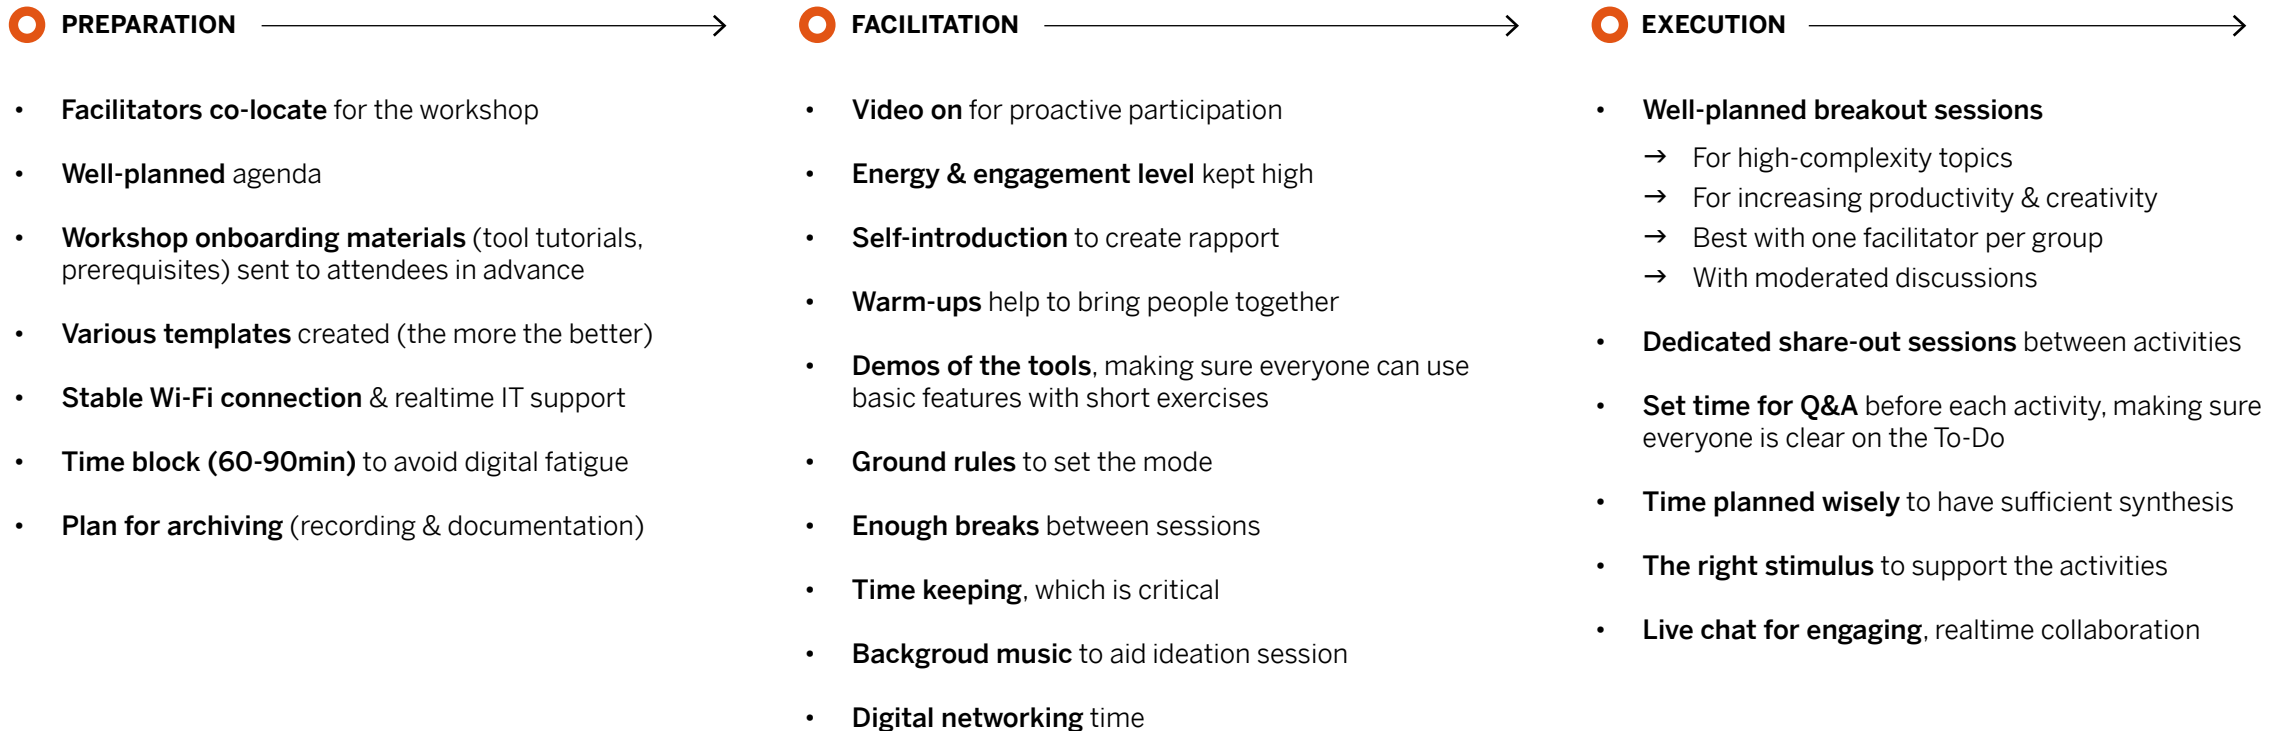 PREPARATION
• Facilitators co-locate for the workshop
• Well-planned agenda
• Workshop onboarding materials (tool tutorials,
prerequisites) sent to attendees in advance
• Various templates created (the more the better)
• Stable Wi-Fi connection & realtime IT support
• Time block (60-90min) to avoid digital fatigue
• Plan for archiving (recording & documentation)
FACILITATION
• Video on for proactive participation
• Energy & engagement level kept high
• Self-introduction to create rapport
• Warm-ups help to bring people together
• Demos of the tools, making sure everyone can use
basic features with short exercises
• Ground rules to set the mode
• Enough breaks between sessions
• Time keeping, which is critical
• Backgroud music to aid ideation session
• Digital networking time
EXECUTION
• Well-planned breakout sessions
→ For high-complexity topics
→ For increasing productivity & creativity
→ Best with one facilitator per group
→ With moderated discussions
• Dedicated share-out sessions between activities
• Set time for Q&A before each activity, making sure
everyone is clear on the To-Do
• Time planned wisely to have sufficient synthesis
• The right stimulus to support the activities
• Live chat for engaging, realtime collaboration